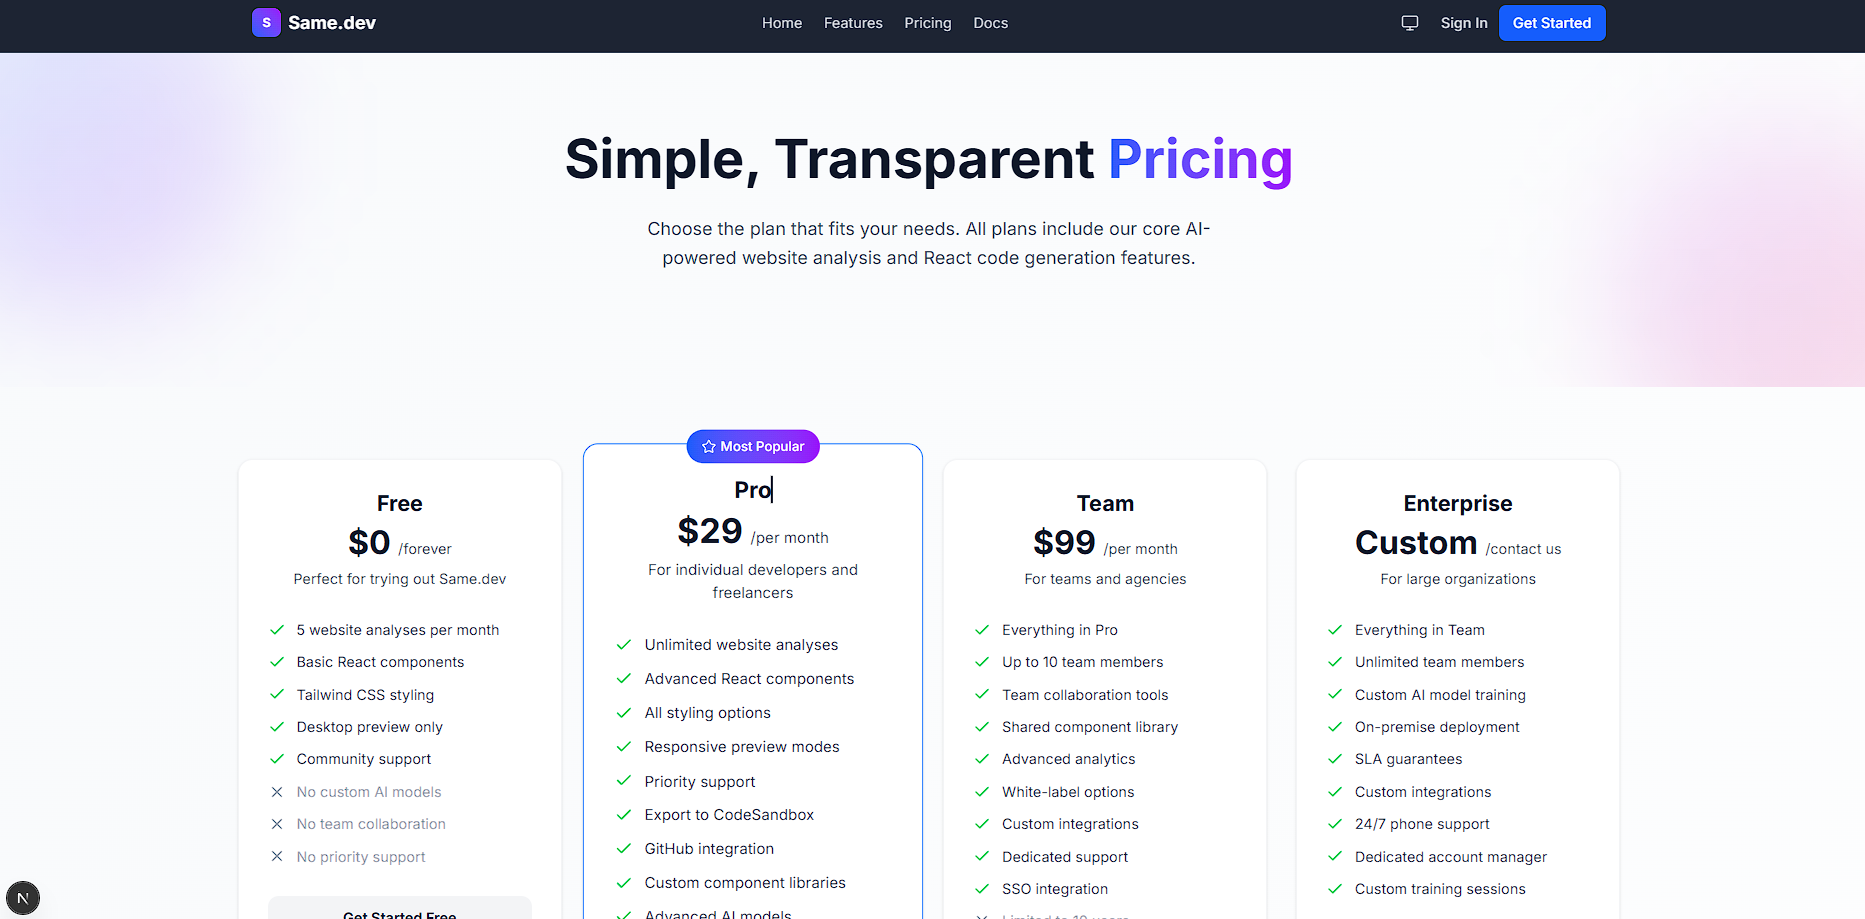 S Same.dev
Home Features Pricing Docs
Sign In Get Started
Simple, Transparent Pricing
Choose the plan that fits your needs. All plans include our core AI-
powered website analysis and React code generation features.
Free
$0 /forever
Perfect for trying out Same.dev
5 website analyses per month
Basic React components
Tailwind CSS styling
Desktop preview only
Community support
No custom AI models
No team collaboration
No priority support
Get Started Free
Most Popular
Pro
$29 /per month
For individual developers and
freelancers
Unlimited website analyses
Advanced React components
All styling options
Responsive preview modes
Priority support
Export to CodeSandbox
GitHub integration
Custom component libraries
Advanced AI models
Team
$99 /per month
For teams and agencies
Everything in Pro
Up to 10 team members
Team collaboration tools
Shared component library
Advanced analytics
White-label options
Custom integrations
Dedicated support
SSO integration
Limited to 10
Enterprise
Custom /contact us
For large organizations
Everything in Team
Unlimited team members
Custom AI model training
On-premise deployment
SLA guarantees
Custom integrations
24/7 phone support
Dedicated account manager
Custom training sessions
N